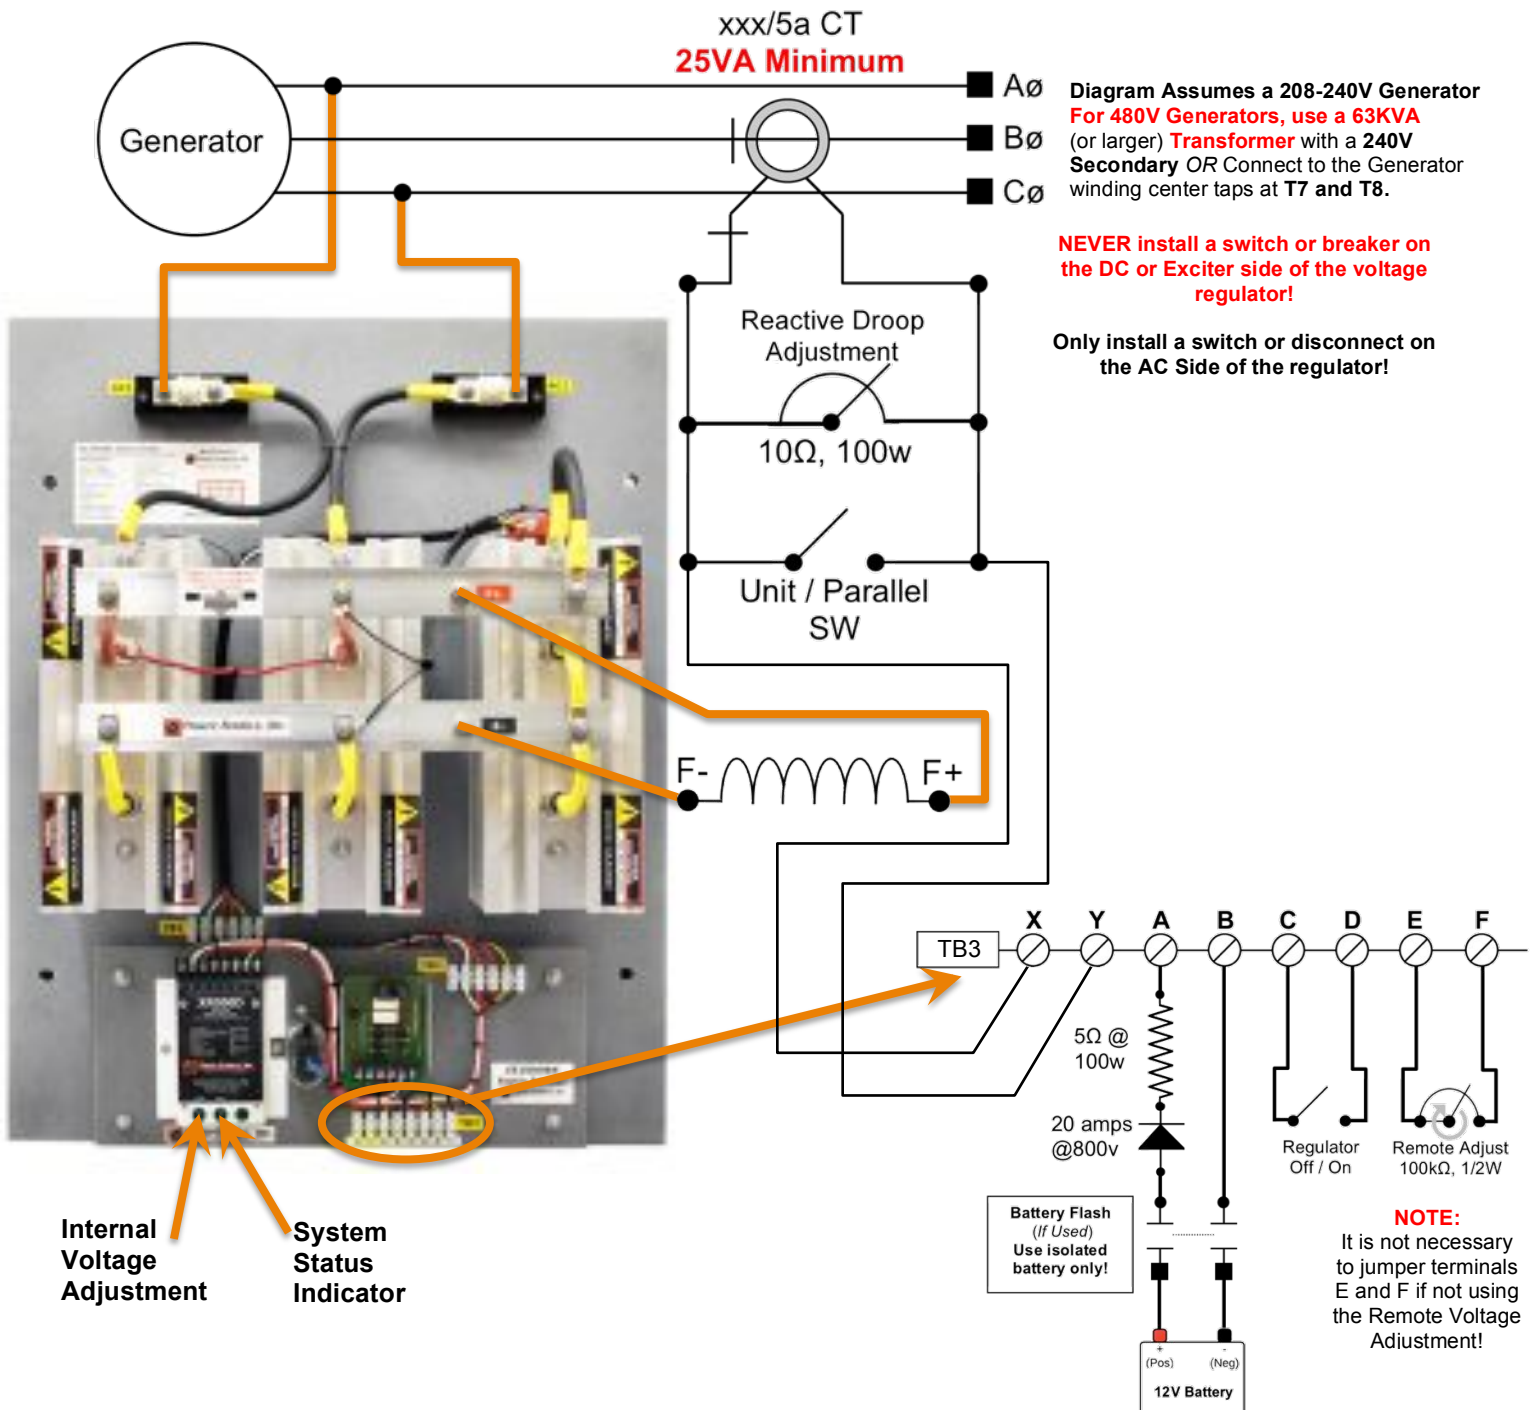 xxx/5a CT
25VA Minimum
Generator
Aø
Bø
Cø
Diagram Assumes a 208-240V Generator
For 480V Generators, use a 63KVA
(or larger) Transformer with a 240V
Secondary OR Connect to the Generator
winding center taps at T7 and T8.
NEVER install a switch or breaker on
the DC or Exciter side of the voltage
regulator!
Only install a switch or disconnect on
the AC Side of the regulator!
Reactive Droop
Adjustment
10Ω, 100w
Unit / Parallel
SW
F-
F+
TB3
X
Y
A
B
C
D
E
F
5Ω @
100w
20 amps
@800v
Regulator
Off / On
Remote Adjust
100kΩ, 1/2W
Battery Flash
(If Used)
Use isolated
battery only!
NOTE:
It is not necessary
to jumper terminals
E and F if not using
the Remote Voltage
Adjustment!
+
(Pos)
-
(Neg)
12V Battery
Internal
Voltage
Adjustment
System
Status
Indicator